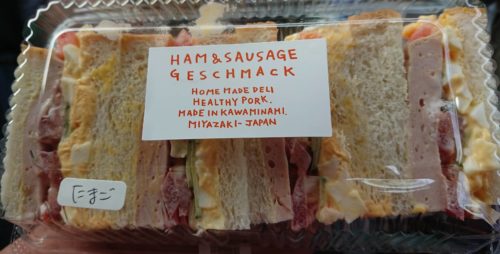 HAM&SAUSAGE
GESCHMACK
HOME MADE DELI
HEALTHY PORK.
MADE IN KAWAMINAMI.
MIYAZAKI-JAPAN
たまご